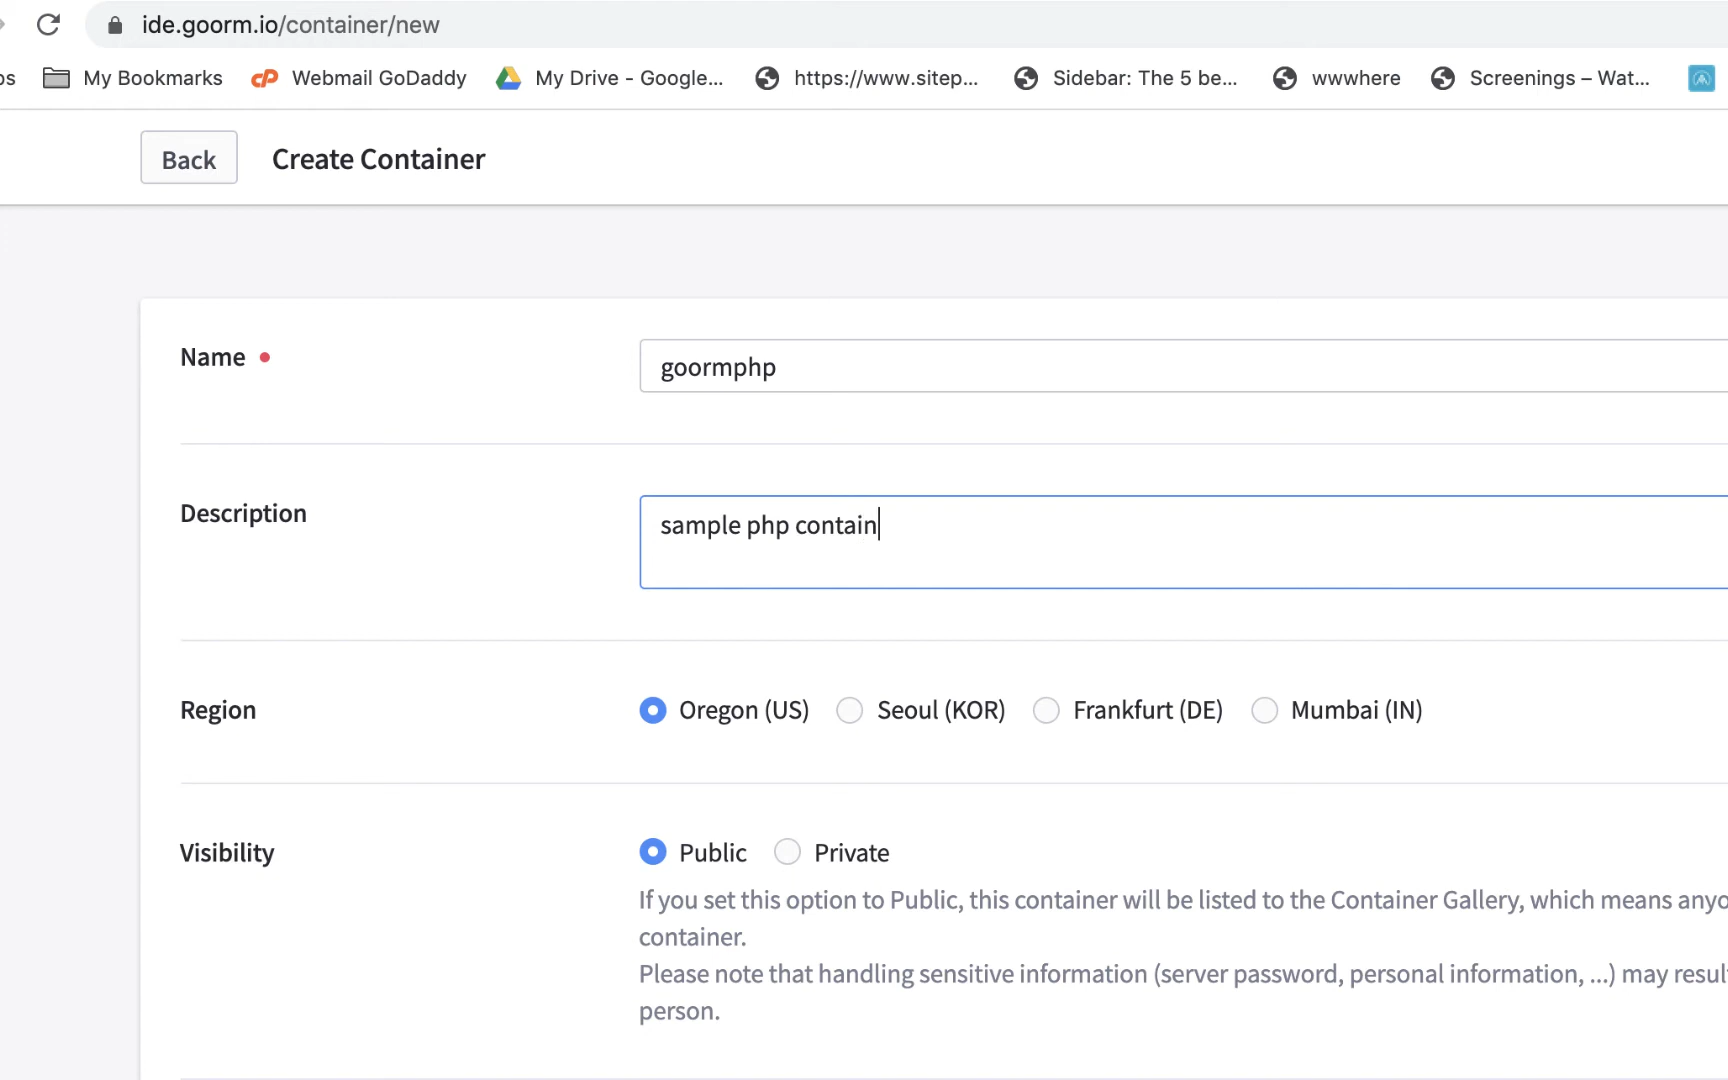 ide.goorm.io/container/new
os My Bookmarks Webmail GoDaddy My Drive - Google... https://www.sitep... Sidebar: The 5 be... wwwhere Screenings – Wat...
Back Create Container
Name goormphp
Description sample php contain
Region Oregon (US) Seoul (KOR) Frankfurt (DE) Mumbai (IN)
Visibility Public Private
If you set this option to Public, this container will be listed to the Container Gallery, which means anyo
container.
Please note that handling sensitive information (server password, personal information, ...) may resul
person.